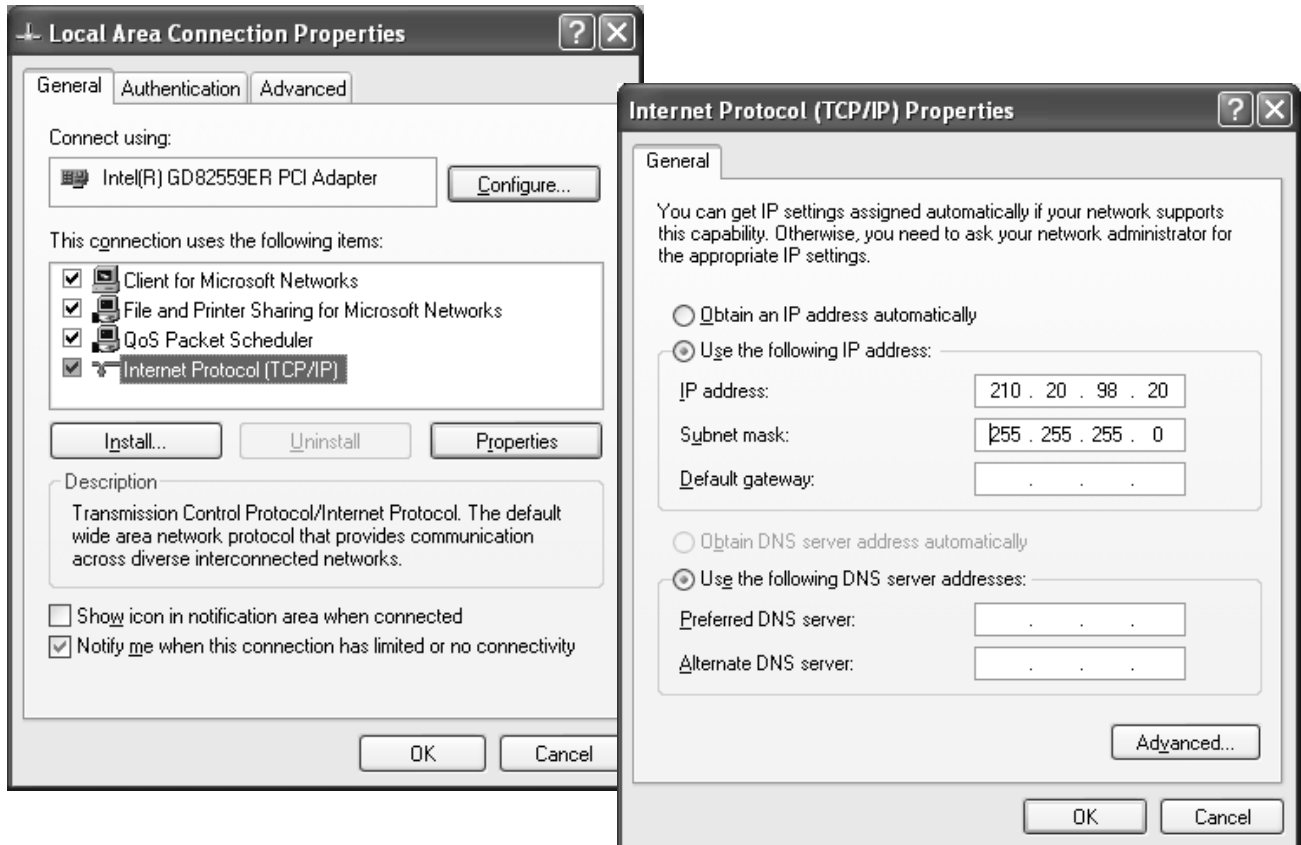 Local Area Connection Properties
General Authentication Advanced
Connect using:
Intel(R) GD82559ER PCI Adapter
Configure...
This connection uses the following items:
Client for Microsoft Networks
File and Printer Sharing for Microsoft Networks
QoS Packet Scheduler
Internet Protocol (TCP/IP)
Install... Uninstall Properties
Description
Transmission Control Protocol/Internet Protocol. The default
wide area network protocol that provides communication
across diverse interconnected networks.
Show icon in notification area when connected
Notify me when this connection has limited or no connectivity
OK Cancel
Internet Protocol (TCP/IP) Properties
General
You can get IP settings assigned automatically if your network supports
this capability. Otherwise, you need to ask your network administrator for
the appropriate IP settings.
Obtain an IP address automatically
Use the following IP address:
IP address: 210 . 20 . 98 . 20
Subnet mask: 255 . 255 . 255 . 0
Default gateway: . . .
Obtain DNS server address automatically
Use the following DNS server addresses:
Preferred DNS server: . . .
Alternate DNS server: . . .
Advanced...
OK Cancel